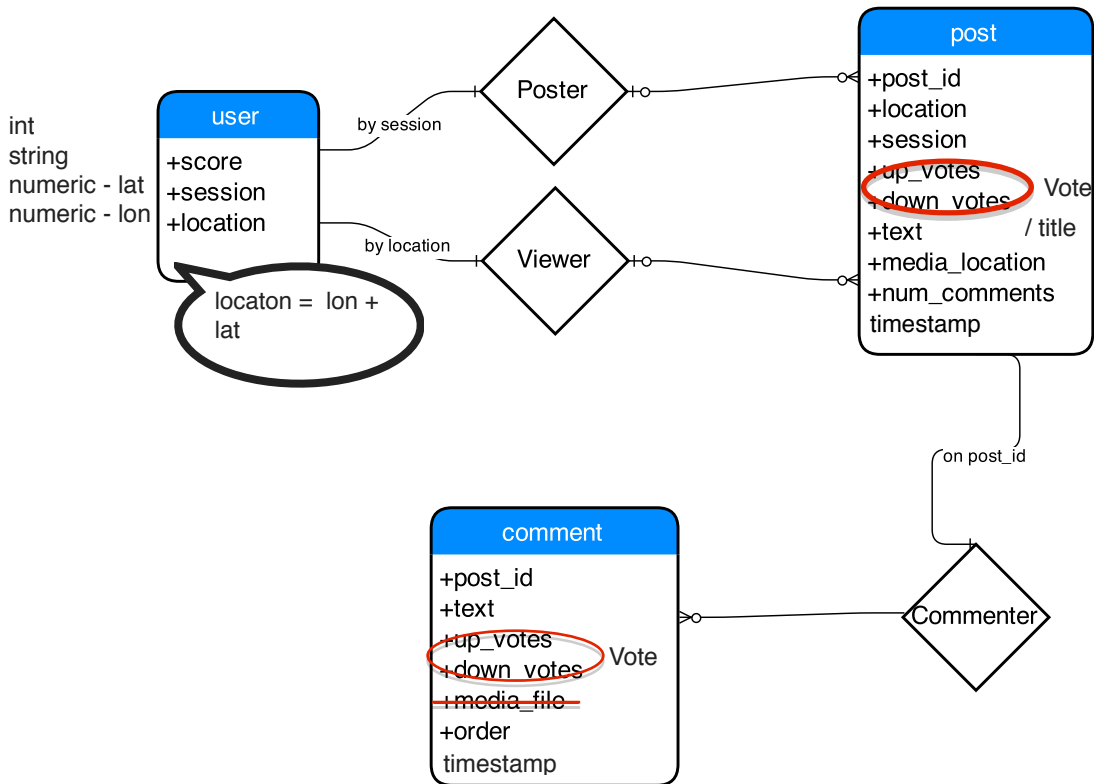 int
string
numeric - lat
numeric - lon
user
+score
+session
+location
locaton =  lon +
lat
by session
Poster
by location
Viewer
post
+post_id
+location
+session
+up_votes
+down_votes
Vote
+text
/ title
+media_location
+num_comments
timestamp
on post_id
Commenter
comment
+post_id
+text
+up_votes
+down_votes
Vote
+media_file
+order
timestamp